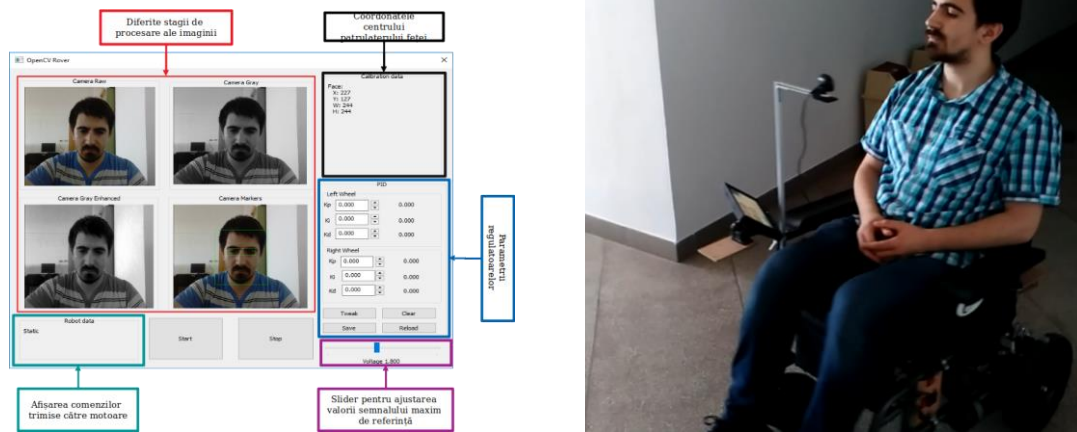 Diferite stagii de
procesare ale imaginii
Coordonatele
centrului
patrulaterului feței
OpenCV Rover
Camera Raw
Camera Gray
Calibration data
Face:
X: 227
Y: 127
W: 244
H: 244
Camera Gray Enhanced
Camera Markers
PID
Left Wheel
Kp 0.000 0.000
Ki 0.000 0.000
Kd 0.000 0.000
Right Wheel
Kp 0.000 0.000
Ki 0.000 0.000
Kd 0.000 0.000
Tweak Clear
Save Reload
Parametrii
regulatoarelor
Robot data
Static
Start
Stop
Voltage 1.800
Afișarea comenzilor
trimise către motoare
Slider pentru ajustarea
valorii semnalului maxim
de referință